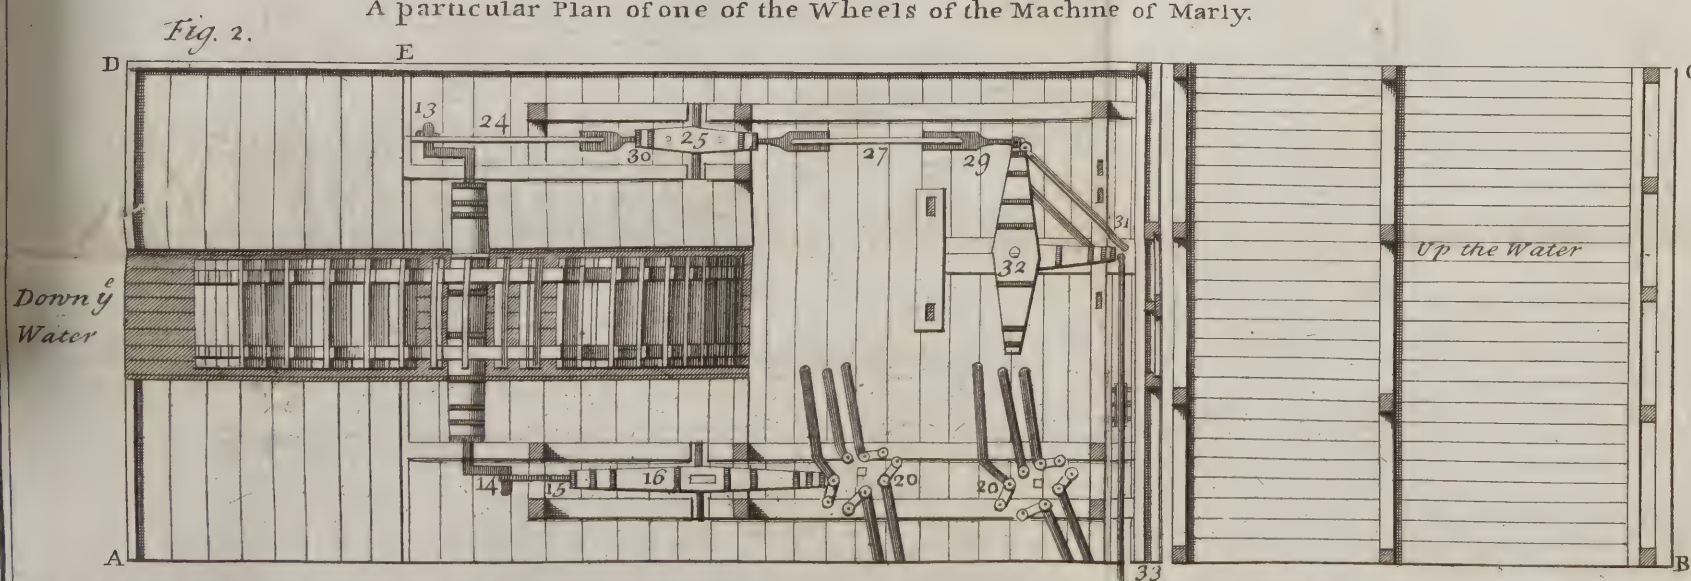 A particular Plan of one of the Wheels of the Machine of Marly.
Fig. 2.
D
E
C
13
24
25
30
27
29
31
32
Up the Water
Down yᵉ
Water
14
15
16
20
20
A
33
B